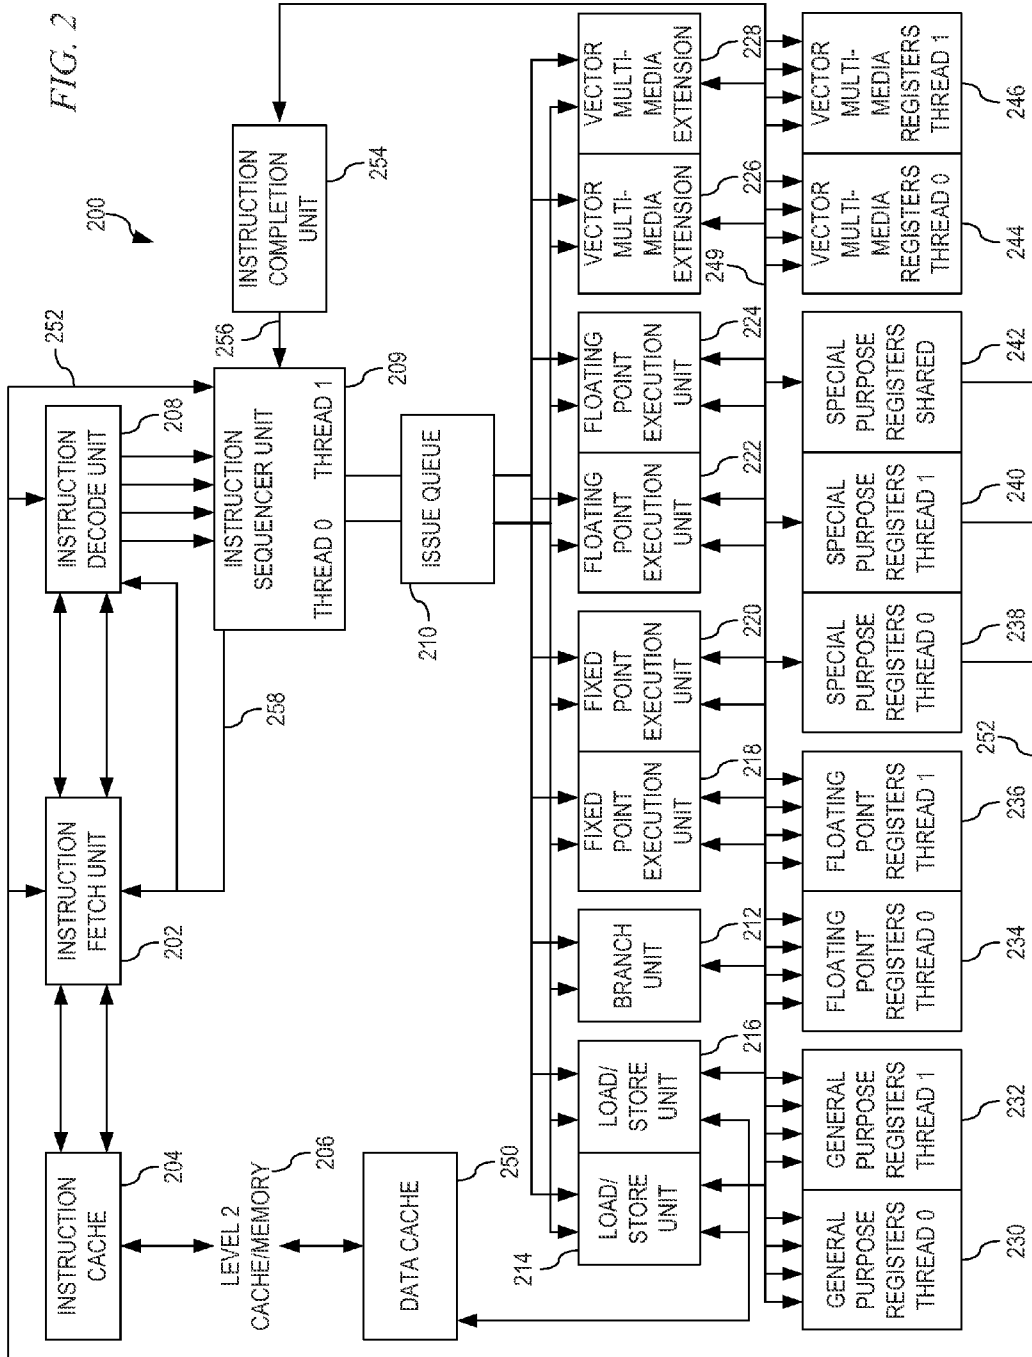 FIG. 2
200
252
INSTRUCTION
CACHE
204
INSTRUCTION
FETCH UNIT
202
INSTRUCTION
DECODE UNIT
208
LEVEL 2
CACHE/MEMORY
206
258
INSTRUCTION
SEQUENCER UNIT
THREAD 0
THREAD 1
209
256
INSTRUCTION
COMPLETION
UNIT
254
DATA CACHE
250
ISSUE QUEUE
210
LOAD/
STORE
UNIT
214
LOAD/
STORE
UNIT
216
BRANCH
UNIT
212
FIXED
POINT
EXECUTION
UNIT
218
FIXED
POINT
EXECUTION
UNIT
220
FLOATING
POINT
EXECUTION
UNIT
222
FLOATING
POINT
EXECUTION
UNIT
224
VECTOR
MULTI-
MEDIA
EXTENSION
226
VECTOR
MULTI-
MEDIA
EXTENSION
228
249
GENERAL
PURPOSE
REGISTERS
THREAD 0
230
GENERAL
PURPOSE
REGISTERS
THREAD 1
232
FLOATING
POINT
REGISTERS
THREAD 0
234
FLOATING
POINT
REGISTERS
THREAD 1
236
SPECIAL
PURPOSE
REGISTERS
THREAD 0
238
SPECIAL
PURPOSE
REGISTERS
THREAD 1
240
SPECIAL
PURPOSE
REGISTERS
SHARED
242
VECTOR
MULTI-
MEDIA
REGISTERS
THREAD 0
244
VECTOR
MULTI-
MEDIA
REGISTERS
THREAD 1
246
252